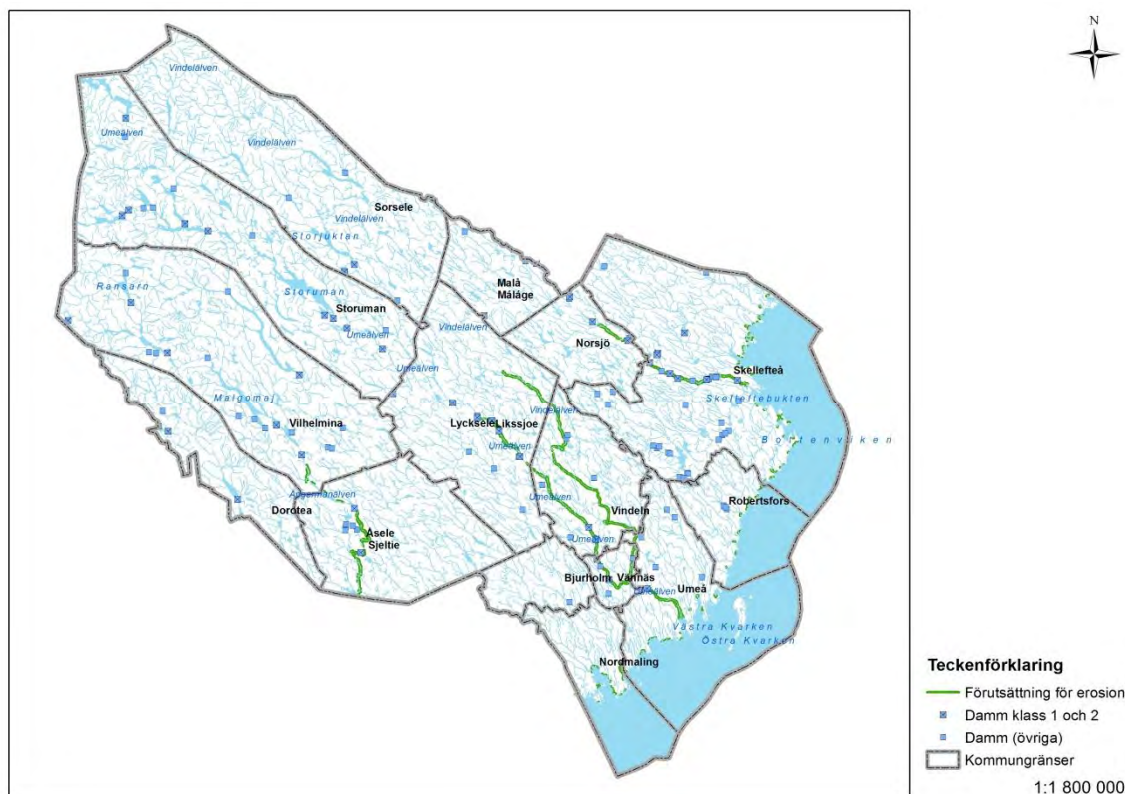 N
Vindelälven
Umeälven
Vindelälven
Sorsele
Vindelälven
Storjuktan
Malå
Målåge
Ransarn
Storuman
Storuman
Umeälven
Vindelälven
Norsjö
Umeälven
Skellefteå
Skelleftebukten
Malgomaj
Vilhelmina
Lycksele
Likssjoe
Vindelälven
Umeälven
Bottenviken
Ångermanälven
Umeälven
Robertsfors
Dorotea
Vindeln
Åsele
Sjeltie
Umeälven
Bjurholm
Vännäs
Umeå
Umeälven
Västra Kvarken
Östra Kvarken
Nordmaling
Teckenförklaring
Förutsättning för erosion
Damm klass 1 och 2
Damm (övriga)
Kommungränser
1:1 800 000